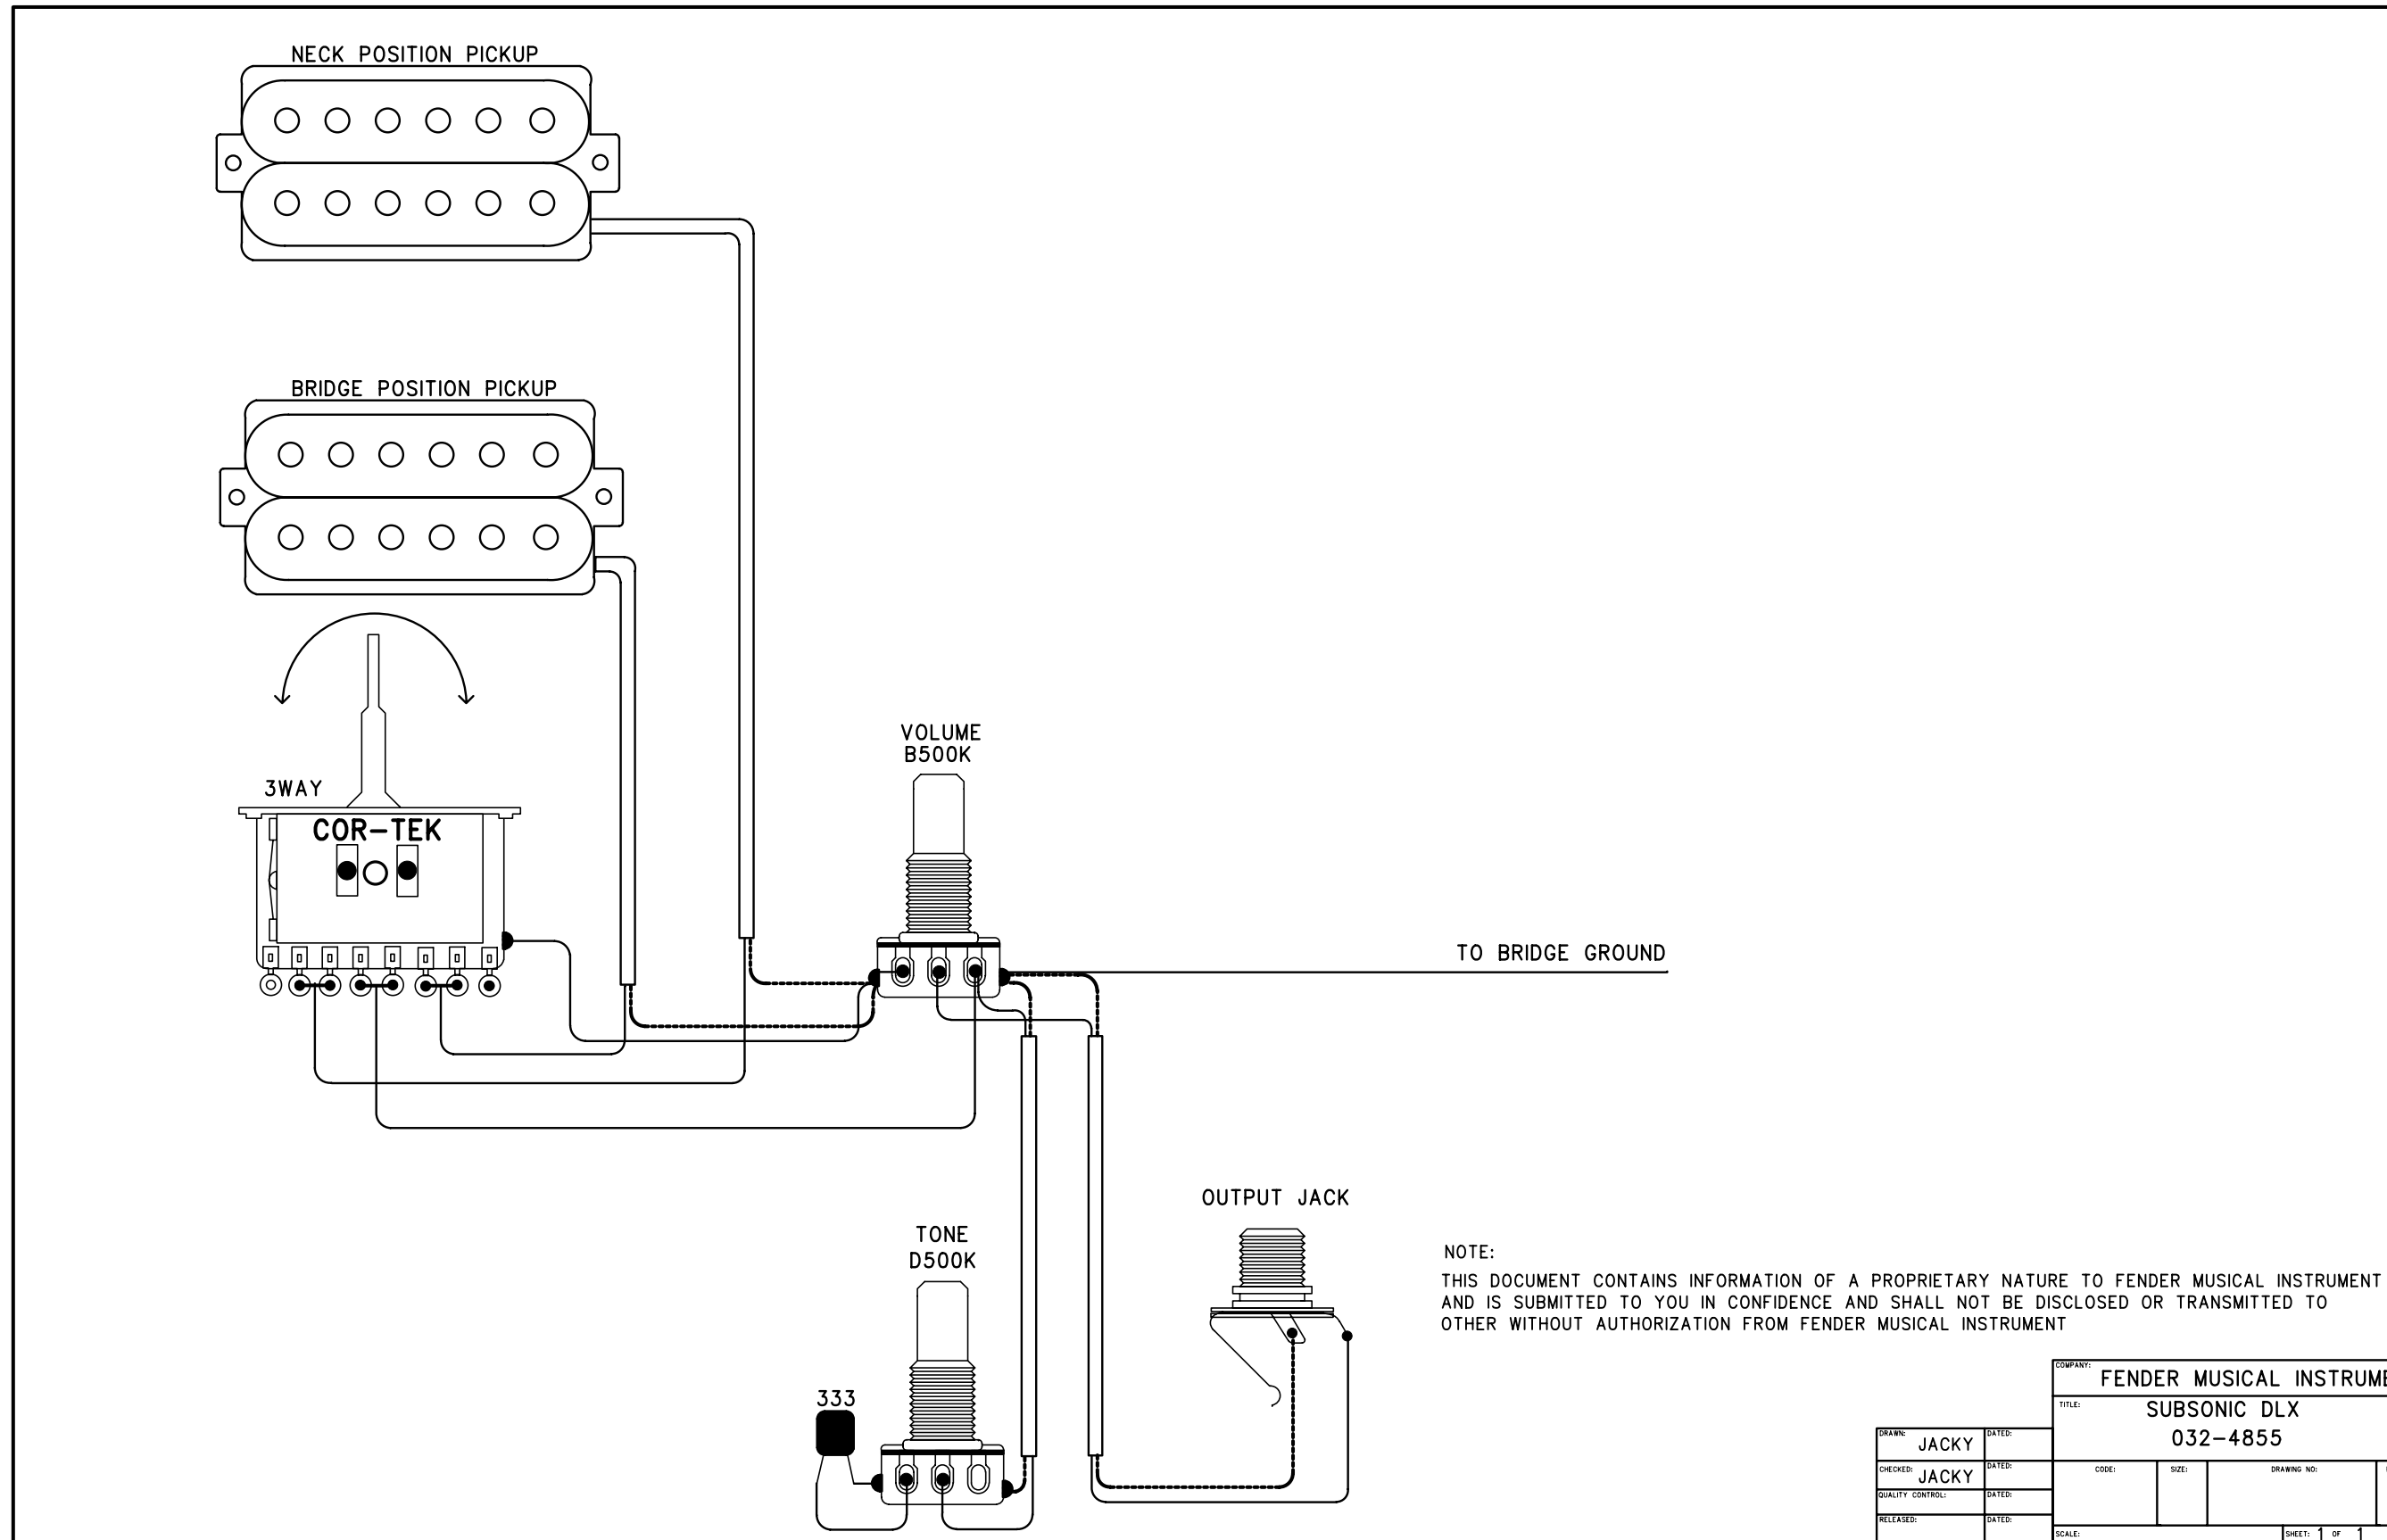 NECK POSITION PICKUP
BRIDGE POSITION PICKUP
3WAY
COR-TEK
VOLUME
B500K
TO BRIDGE GROUND
OUTPUT JACK
TONE
D500K
333
NOTE:
THIS DOCUMENT CONTAINS INFORMATION OF A PROPRIETARY NATURE TO FENDER MUSICAL INSTRUMENT
AND IS SUBMITTED TO YOU IN CONFIDENCE AND SHALL NOT BE DISCLOSED OR TRANSMITTED TO
OTHER WITHOUT AUTHORIZATION FROM FENDER MUSICAL INSTRUMENT
COMPANY:
FENDER MUSICAL
TITLE:
SUBSONIC DLX
032-4855
DRAWN: JACKY DATED:
CHECKED: JACKY DATED:
CODE: SIZE: DRAWING NO:
QUALITY CONTROL: DATED:
RELEASED: DATED:
SCALE: SHEET: 1 OF 1